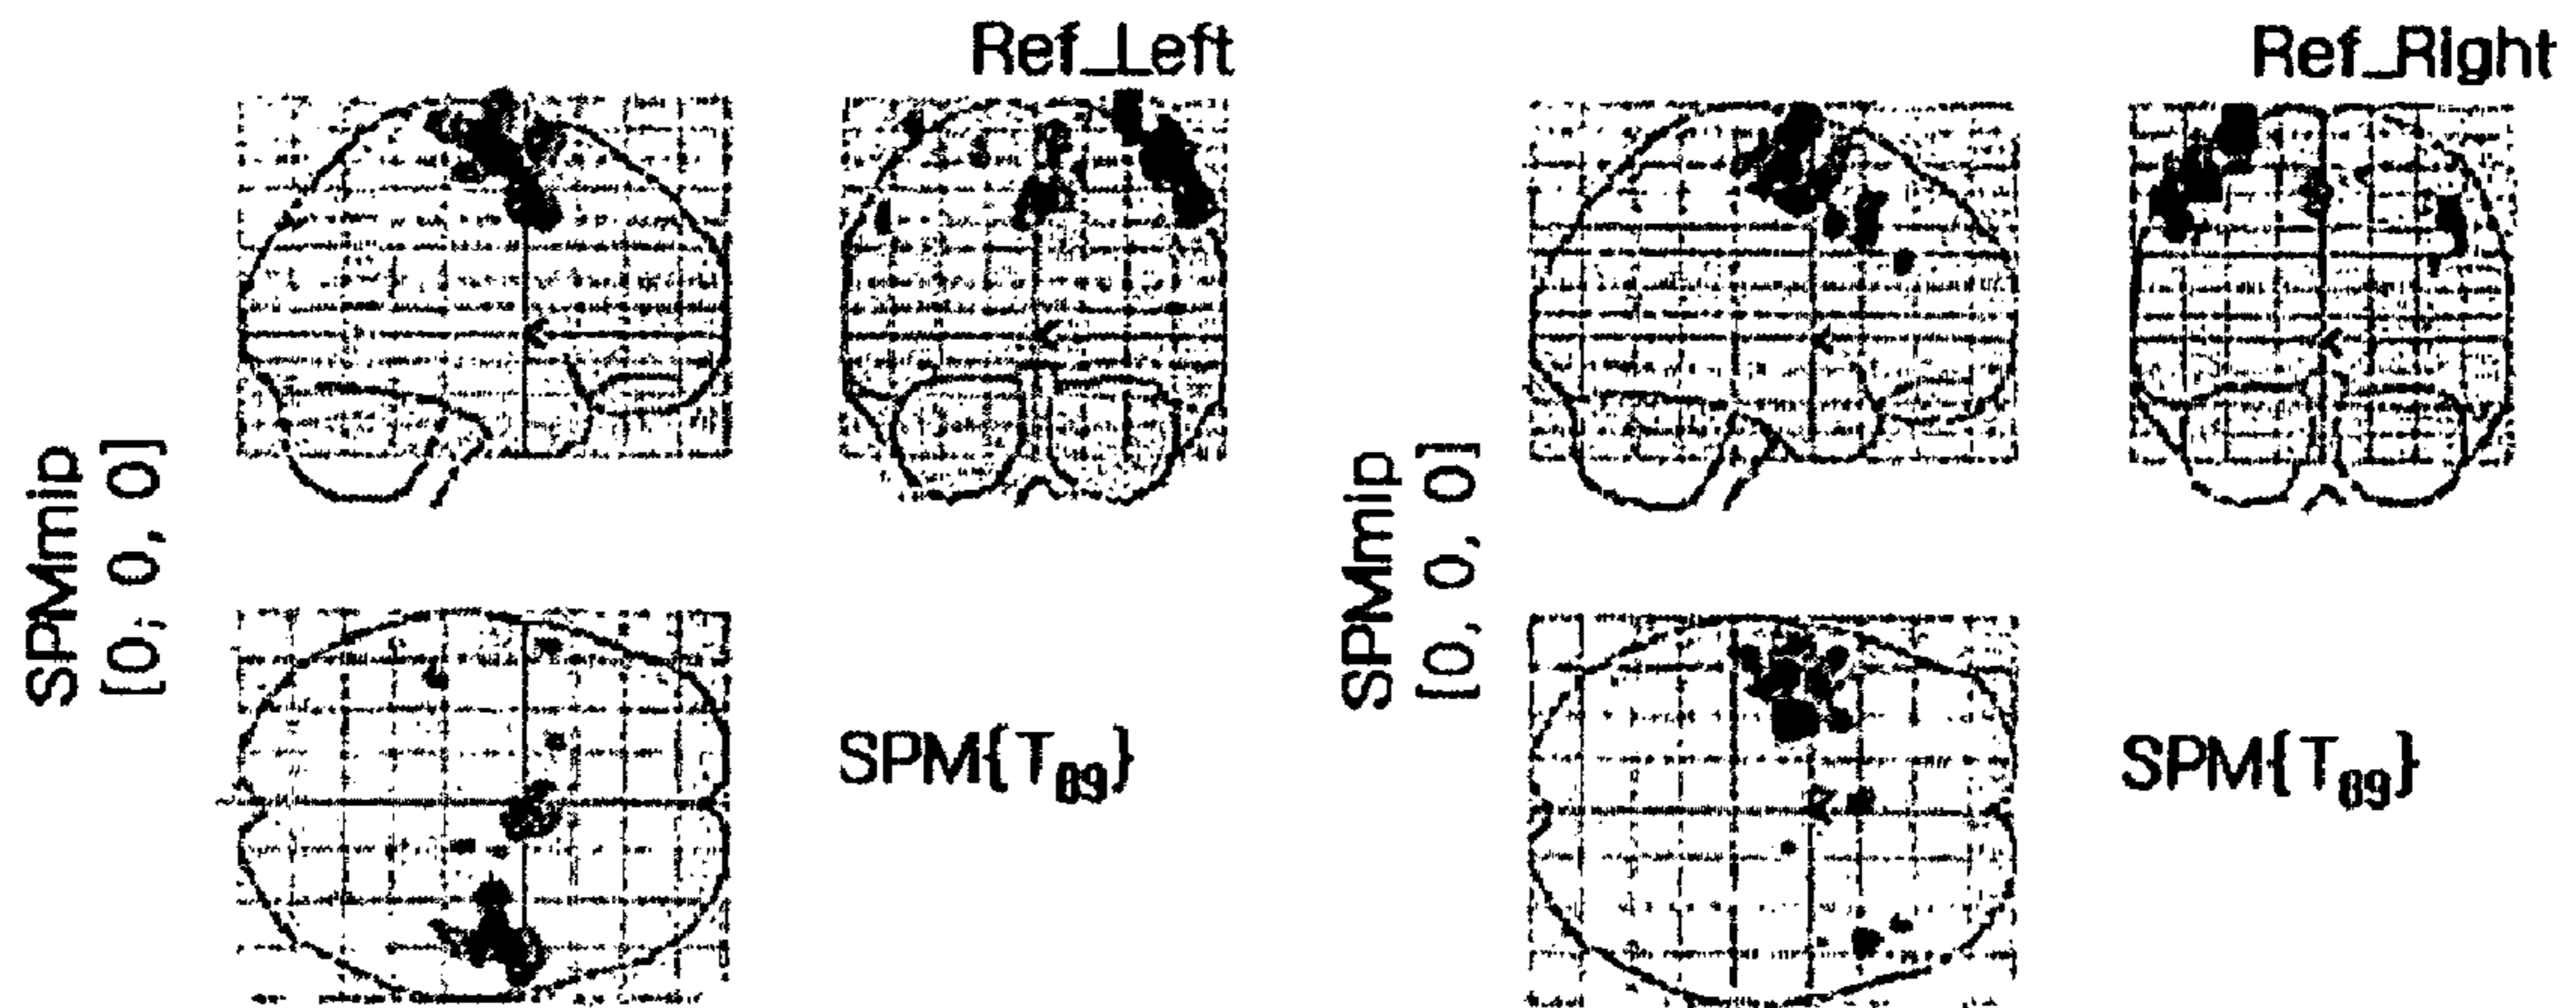 Ref_Left
SPMmip
[0, 0, 0]
SPM{T89}
Ref_Right
SPMmip
[0, 0, 0]
SPM{T89}